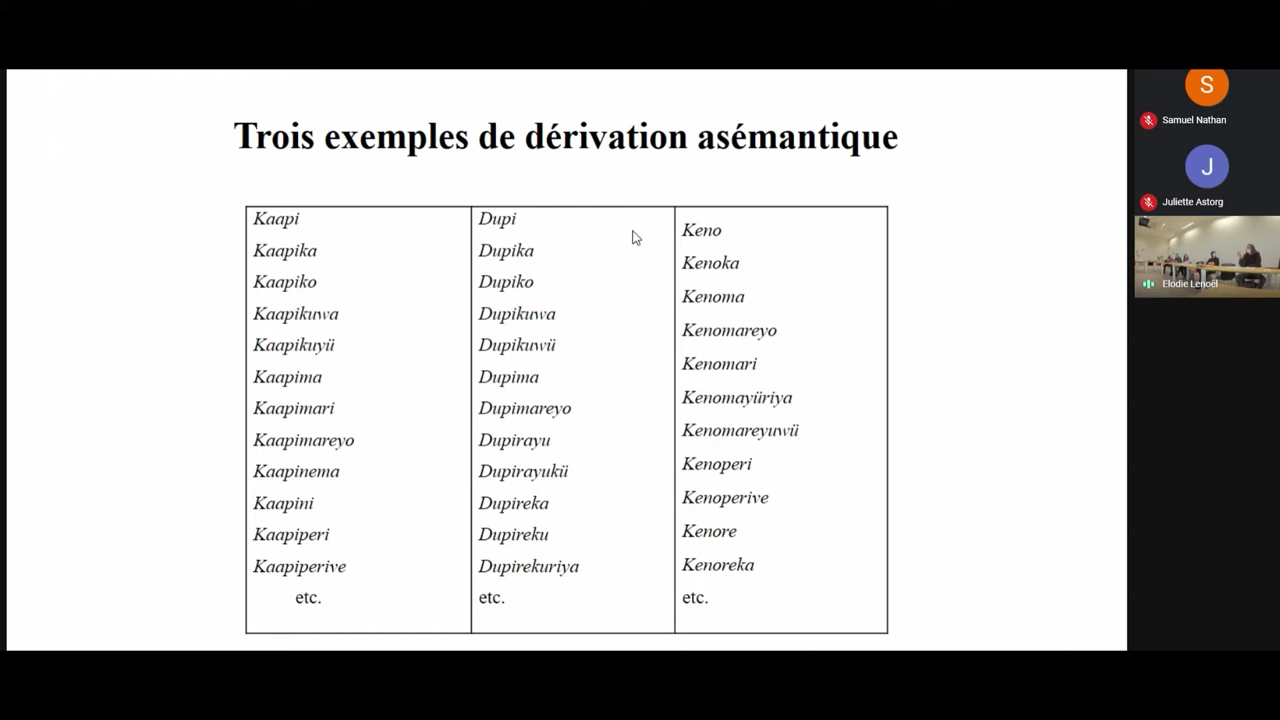 Trois exemples de dérivation asémantique
Kaapi
Kaapika
Kaapiko
Kaapikuwa
Kaapikuyü
Kaapima
Kaapimari
Kaapimareyo
Kaapinema
Kaapini
Kaapiperi
Kaapiperive
etc.
Dupi
Dupika
Dupiko
Dupikuwa
Dupikuwü
Dupima
Dupimareyo
Dupirayu
Dupirayukü
Dupireka
Dupireku
Dupirekuriya
etc.
Keno
Kenoka
Kenoma
Kenomareyo
Kenomari
Kenomayüriya
Kenomareyuwü
Kenoperi
Kenoperive
Kenore
Kenoreka
etc.
S
Samuel Nathan
J
Juliette Astorg
Elodie Lenoël